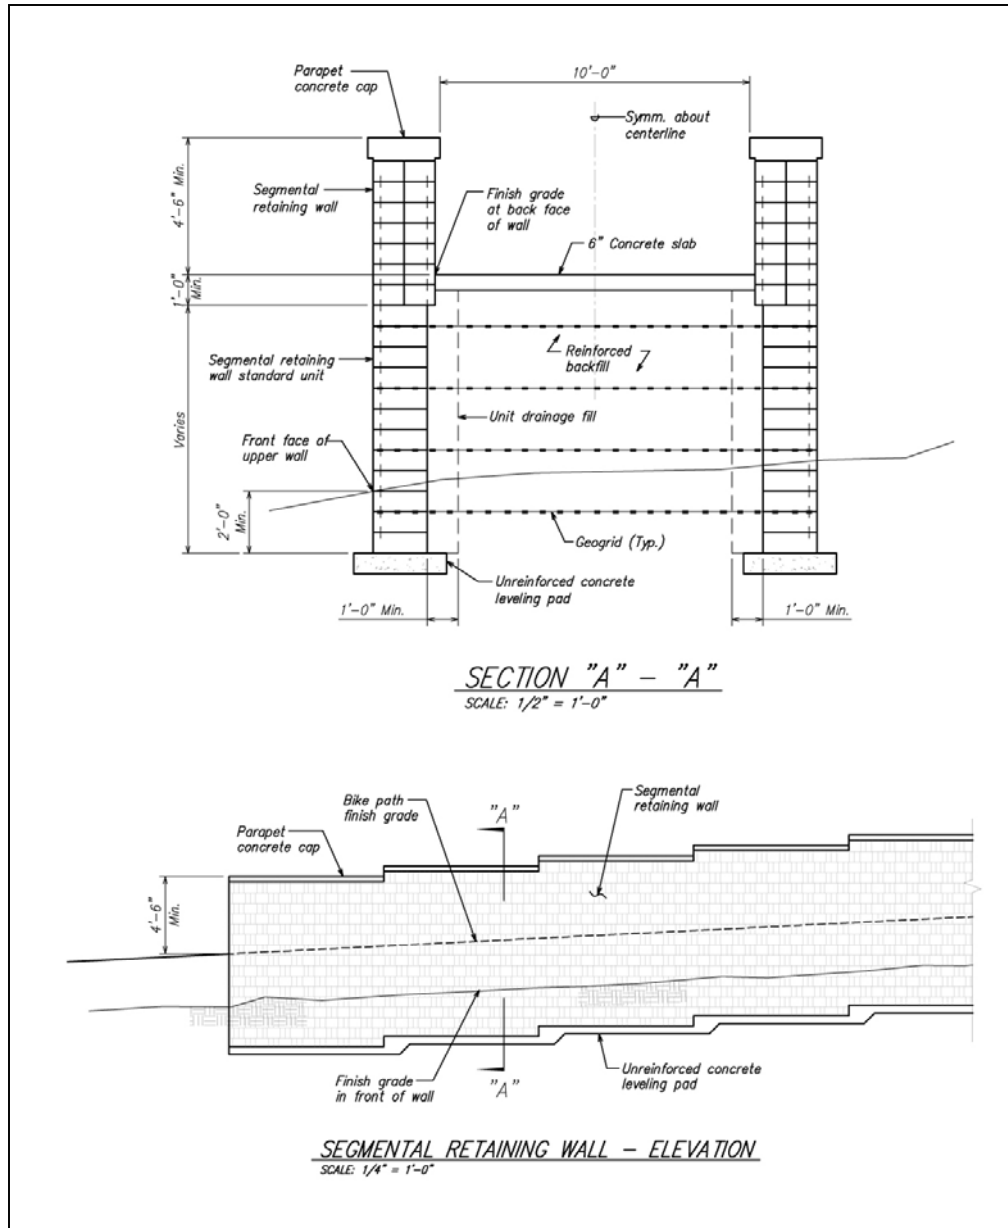 Parapet
concrete cap
10'-0"
Symm. about
centerline
4'-6" Min.
Segmental
retaining wall
Finish grade
at back face
of wall
6" Concrete slab
1'-0"
Min.
Segmental retaining
wall standard unit
Reinforced
backfill
Varies
Unit drainage fill
Front face of
upper wall
2'-0"
Min.
Geogrid (Typ.)
Unreinforced concrete
leveling pad
1'-0" Min.
1'-0" Min.
SECTION "A" - "A"
SCALE: 1/2" = 1'-0"
Bike path
finish grade
"A"
Segmental
retaining wall
Parapet
concrete cap
4'-6"
Min.
Finish grade
in front of wall
"A"
Unreinforced concrete
leveling pad
SEGMENTAL RETAINING WALL - ELEVATION
SCALE: 1/4" = 1'-0"